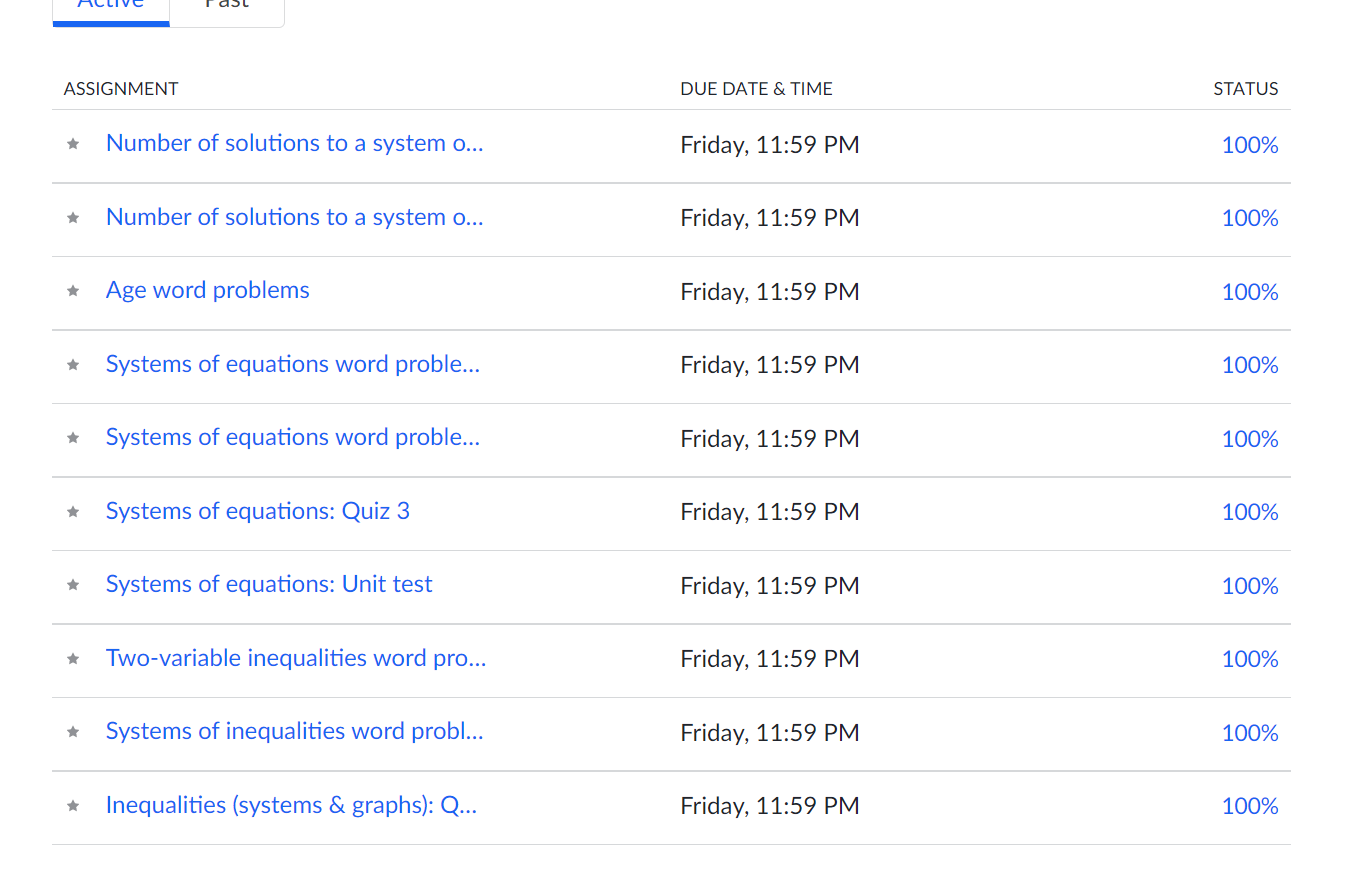 Active Past
ASSIGNMENT DUE DATE & TIME STATUS
Number of solutions to a system o... Friday, 11:59 PM 100%
Number of solutions to a system o... Friday, 11:59 PM 100%
Age word problems Friday, 11:59 PM 100%
Systems of equations word proble... Friday, 11:59 PM 100%
Systems of equations word proble... Friday, 11:59 PM 100%
Systems of equations: Quiz 3 Friday, 11:59 PM 100%
Systems of equations: Unit test Friday, 11:59 PM 100%
Two-variable inequalities word pro... Friday, 11:59 PM 100%
Systems of inequalities word probl... Friday, 11:59 PM 100%
Inequalities (systems & graphs): Q... Friday, 11:59 PM 100%